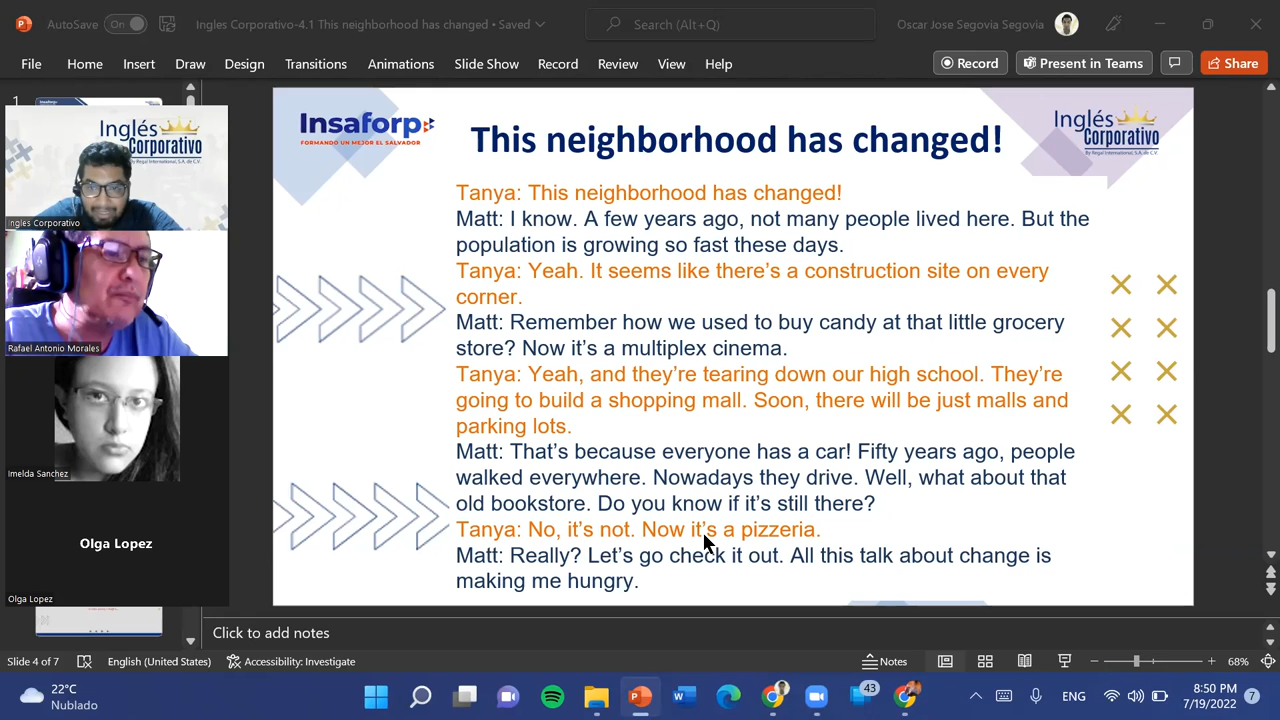 AutoSave On Ingles Corporativo-4.1 This neighborhood has changed • Saved Search (Alt+Q) Oscar Jose Segovia Segovia
File Home Insert Draw Design Transitions Animations Slide Show Record Review View Help Record Present in Teams Share
1
Inglés
Corporativo
Inglés Corporativo
Rafael Antonio Morales
Imelda Sanchez
Olga Lopez
Olga Lopez
Insaforp
FORMANDO UN MEJOR EL SALVADOR
This neighborhood has changed!
Inglés
Corporativo
By Regal International, S.A. de C.V.
Tanya: This neighborhood has changed!
Matt: I know. A few years ago, not many people lived here. But the
population is growing so fast these days.
Tanya: Yeah. It seems like there's a construction site on every
corner.
Matt: Remember how we used to buy candy at that little grocery
store? Now it's a multiplex cinema.
Tanya: Yeah, and they're tearing down our high school. They're
going to build a shopping mall. Soon, there will be just malls and
parking lots.
Matt: That's because everyone has a car! Fifty years ago, people
walked everywhere. Nowadays they drive. Well, what about that
old bookstore. Do you know if it's still there?
Tanya: No, it's not. Now it's a pizzeria.
Matt: Really? Let's go check it out. All this talk about change is
making me hungry.
Click to add notes
Slide 4 of 7 English (United States) Accessibility: Investigate Notes 68%
22°C
Nublado
43
ENG
8:50 PM
7/19/2022
7